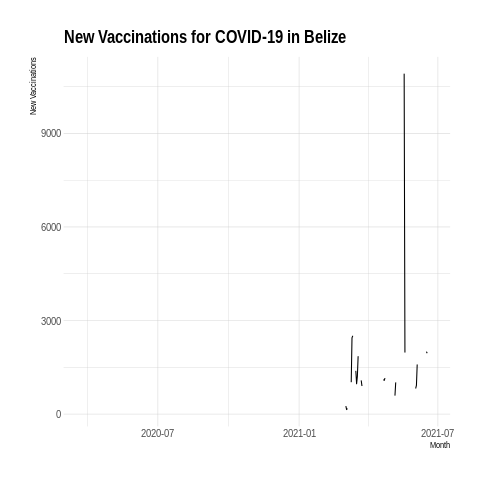 New Vaccinations for COVID-19 in Belize
New Vaccinations
9000
6000
3000
0
2020-07
2021-01
2021-07
Month